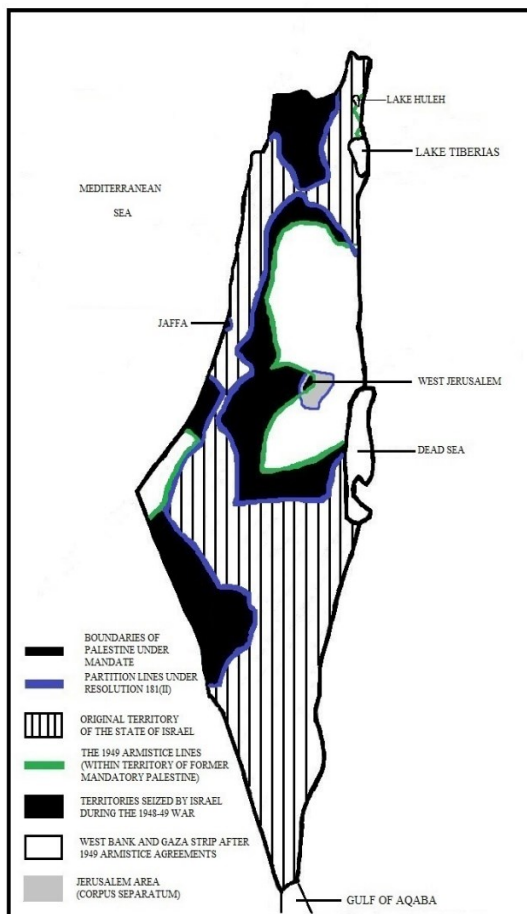 LAKE HULEH
LAKE TIBERIAS
MEDITERRANEAN
SEA
JAFFA
WEST JERUSALEM
DEAD SEA
BOUNDARIES OF
PALESTINE UNDER
MANDATE
PARTITION LINES UNDER
RESOLUTION 181(II)
ORIGINAL TERRITORY
OF THE STATE OF ISRAEL
THE 1949 ARMISTICE LINES
(WITHIN TERRITORY OF FORMER
MANDATORY PALESTINE)
TERRITORIES SEIZED BY ISRAEL
DURING THE 1948-49 WAR
WEST BANK AND GAZA STRIP AFTER
1949 ARMISTICE AGREEMENTS
JERUSALEM AREA
(CORPUS SEPARATUM)
GULF OF AQABA